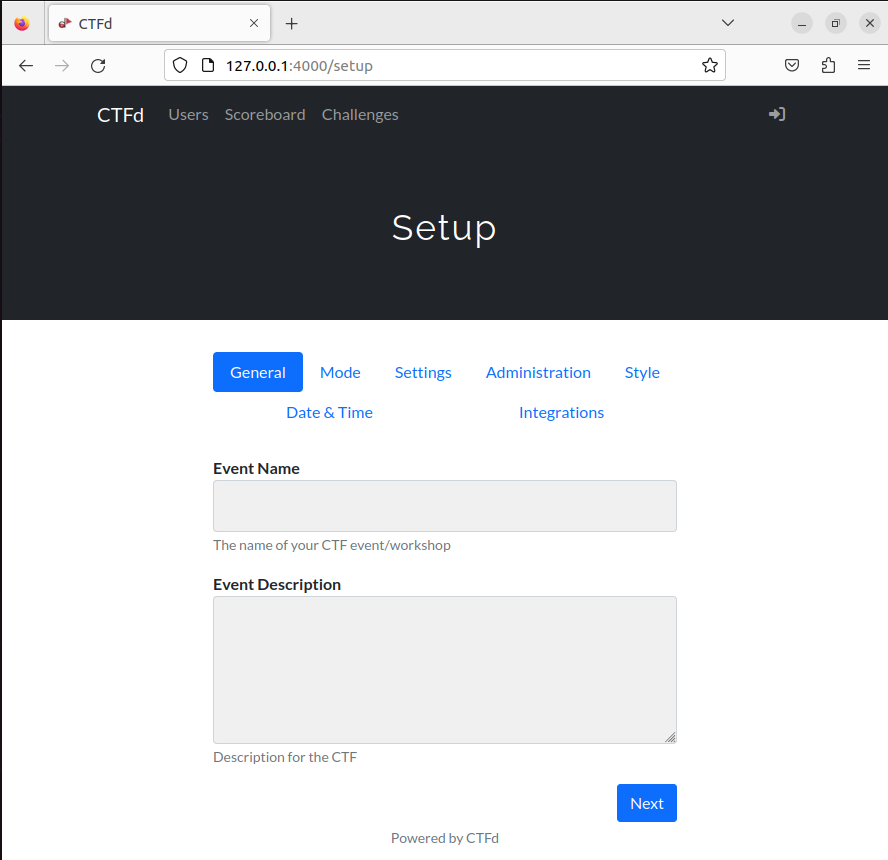 CTFd
127.0.0.1:4000/setup
CTFd Users Scoreboard Challenges
Setup
General Mode Settings Administration Style
Date & Time Integrations
Event Name
The name of your CTF event/workshop
Event Description
Description for the CTF
Next
Powered by CTFd